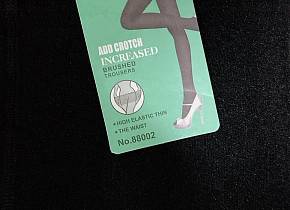 ADD CROTCH
INCREASED
BRUSHED
TROUSERS
HIGH ELASTIC THIN
THE WAIST
No.88002